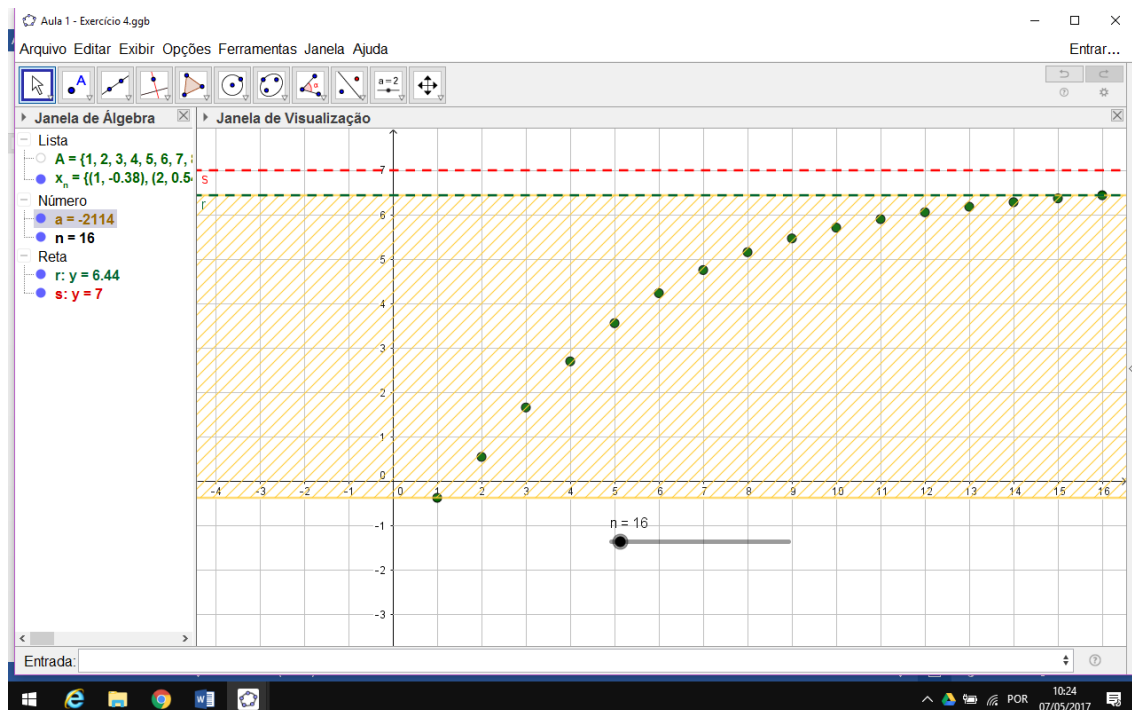 Aula 1 - Exercício 4.ggb
Arquivo Editar Exibir Opções Ferramentas Janela Ajuda
Entrar...
A
α
a=2
Janela de Álgebra
Janela de Visualização
Lista
A = {1, 2, 3, 4, 5, 6, 7,
xₙ = {(1, -0.38), (2, 0.5
Número
a = -2114
n = 16
Reta
r: y = 6.44
s: y = 7
7
s
r
6
5
4
3
2
1
0
-4 -3 -2 -1 0 1 2 3 4 5 6 7 8 9 10 11 12 13 14 15 16
-1
n = 16
-2
-3
Entrada:
POR
10:24
07/05/2017